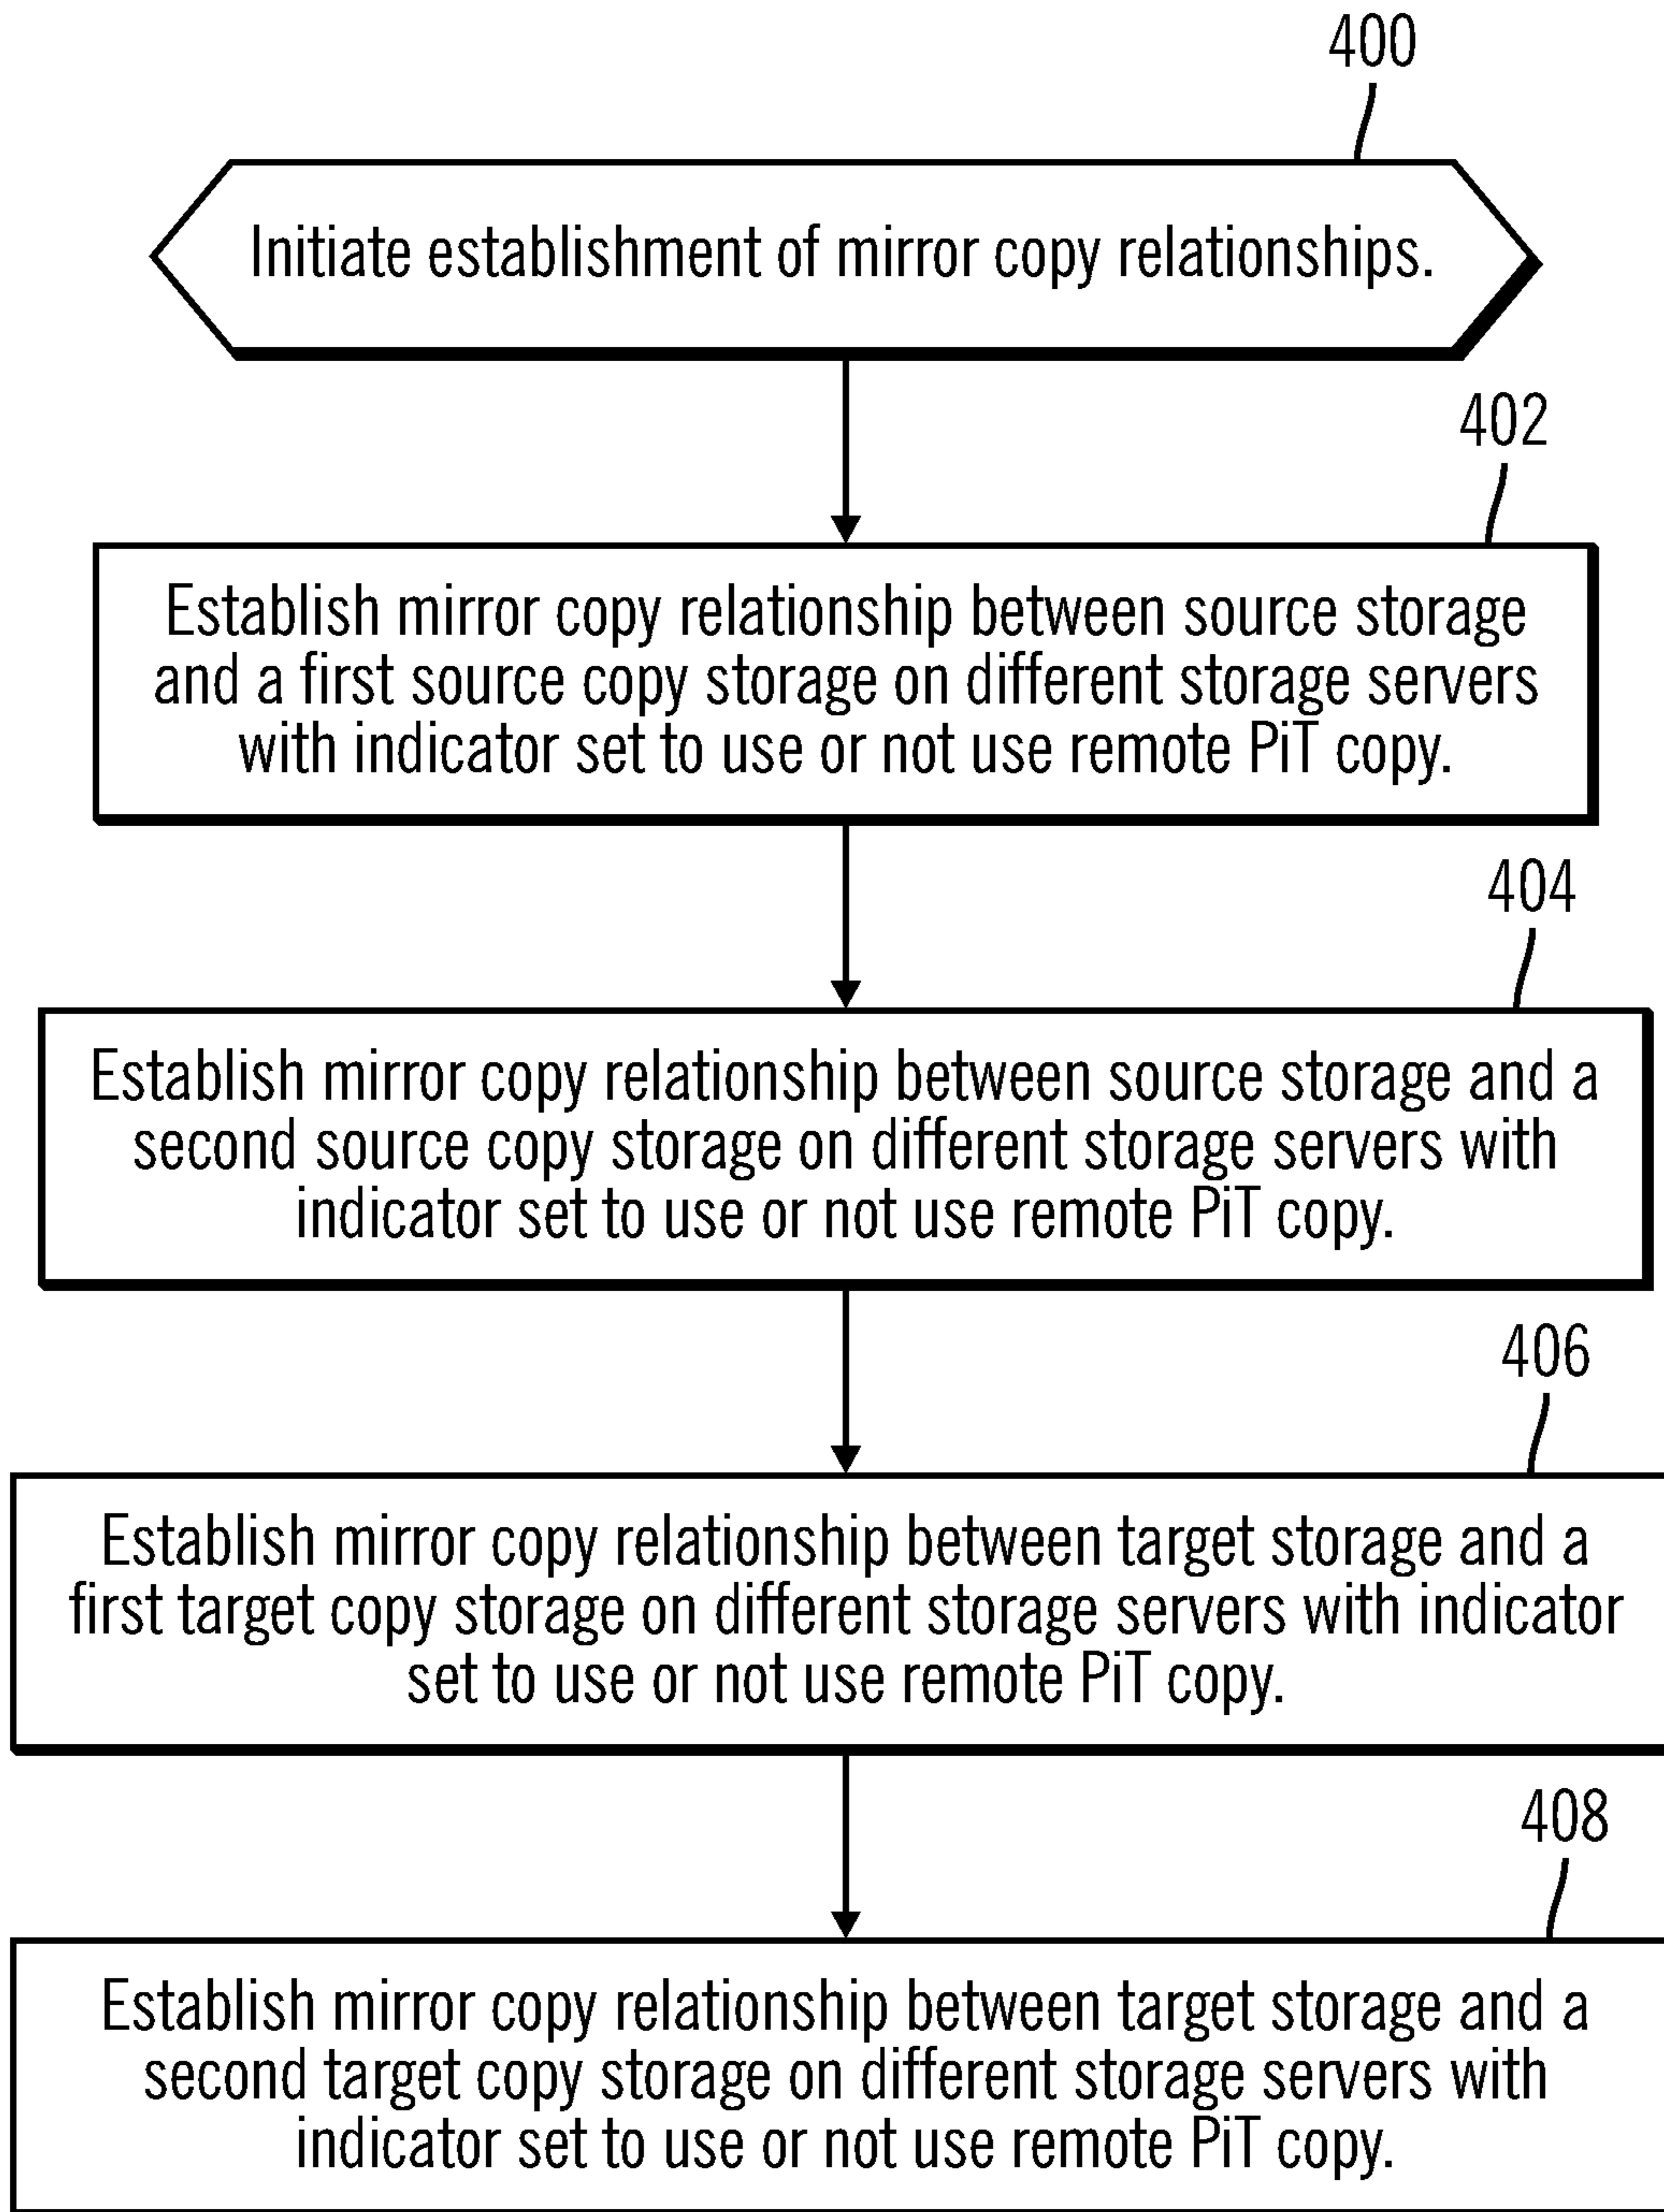 400
Initiate establishment of mirror copy relationships.
402
Establish mirror copy relationship between source storage
and a first source copy storage on different storage servers
with indicator set to use or not use remote PiT copy.
404
Establish mirror copy relationship between source storage and a
second source copy storage on different storage servers with
indicator set to use or not use remote PiT copy.
406
Establish mirror copy relationship between target storage and a
first target copy storage on different storage servers with indicator
set to use or not use remote PiT copy.
408
Establish mirror copy relationship between target storage and a
second target copy storage on different storage servers with
indicator set to use or not use remote PiT copy.